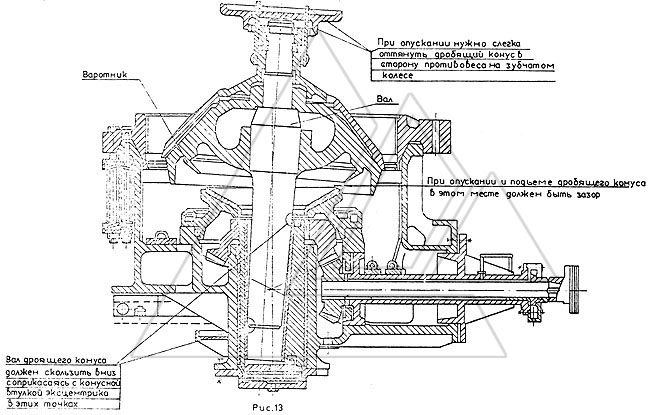 При опускании нужно слегка
оттянуть дробящий конус в
сторону противовеса на зубчатом
колесе
Воротник
Вал
При опускании и подъеме дробящего конуса
в этом месте должен быть зазор
Вал дроящего конуса
должен скользить вниз
соприкасаясь с конусной
втулкой эксцентрика
в этих точках
Рис.13